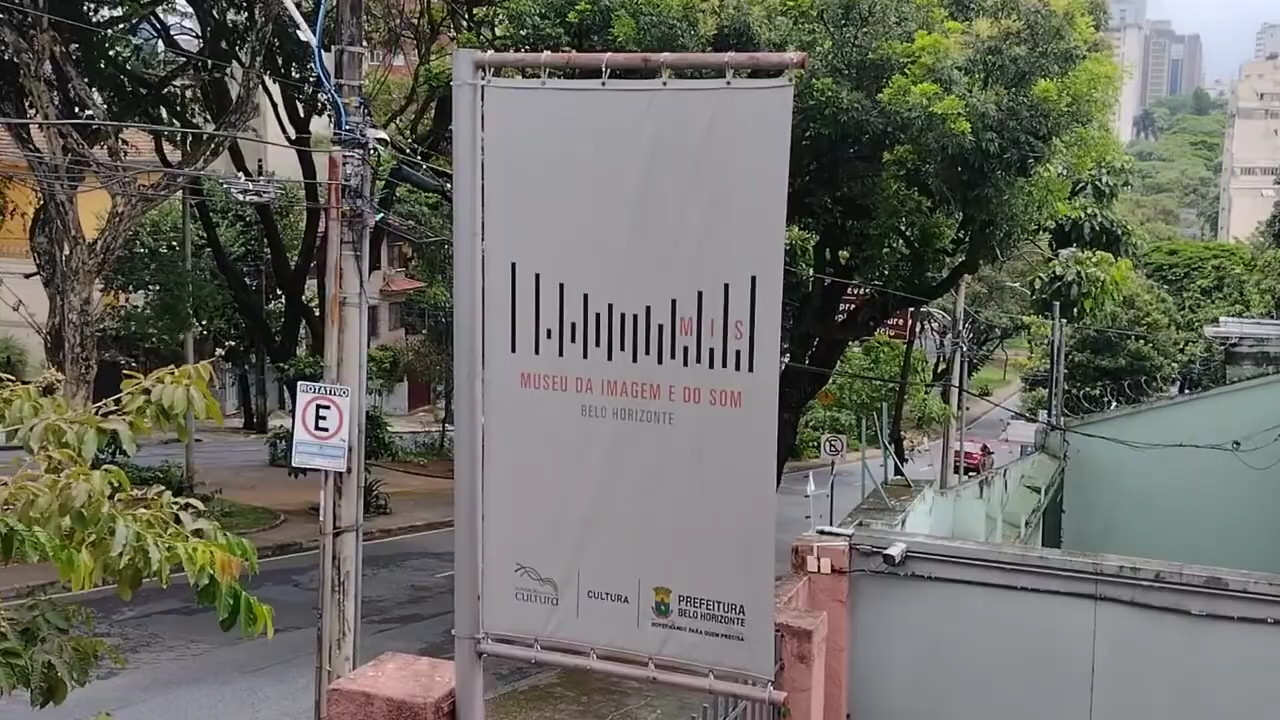 MIS
MUSEU DA IMAGEM E DO SOM
BELO HORIZONTE
cultura
CULTURA
PREFEITURA
BELO HORIZONTE
GOVERNANDO PARA QUEM PRECISA
ROTATIVO
E
E